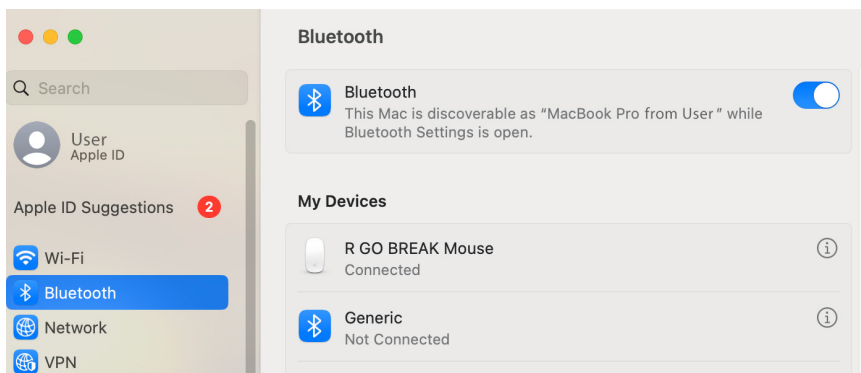 Search
User
Apple ID
Apple ID Suggestions
2
Wi-Fi
Bluetooth
Network
VPN
Bluetooth
Bluetooth
This Mac is discoverable as “MacBook Pro from User” while
Bluetooth Settings is open.
My Devices
R GO BREAK Mouse
Connected
Generic
Not Connected